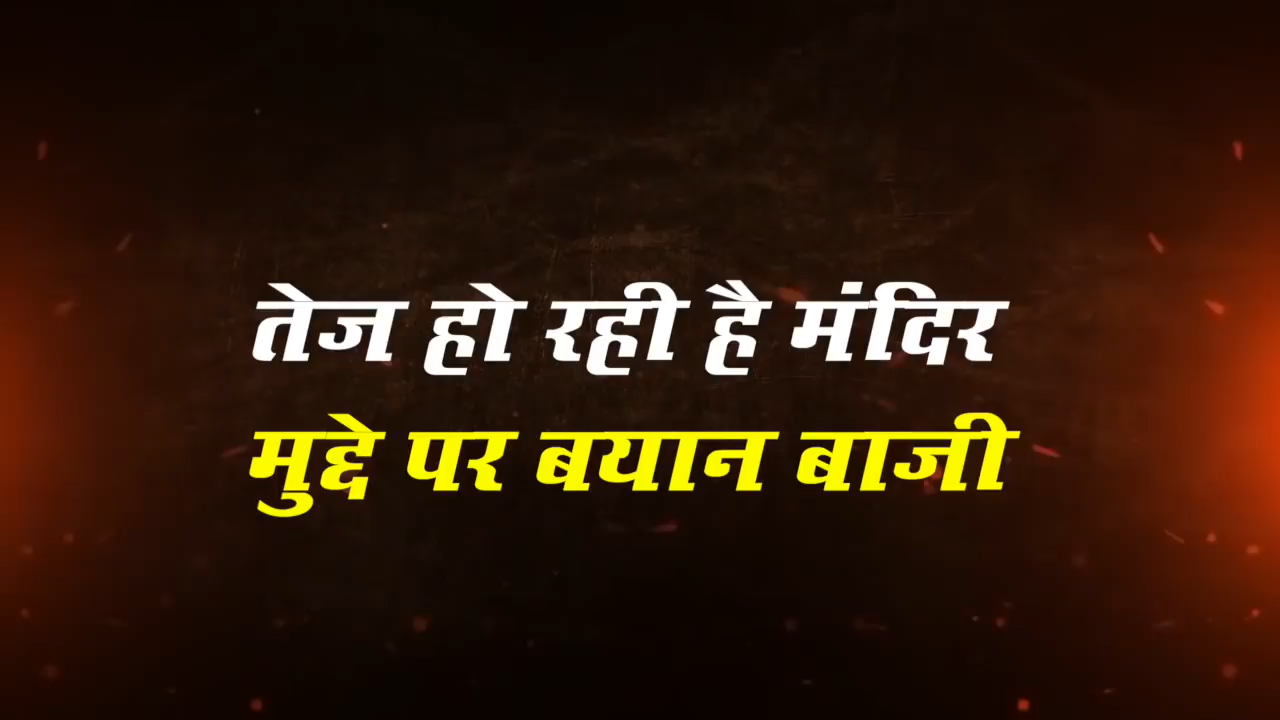 तेज हो रही है मंदिर
मुद्दे पर बयान बाजी